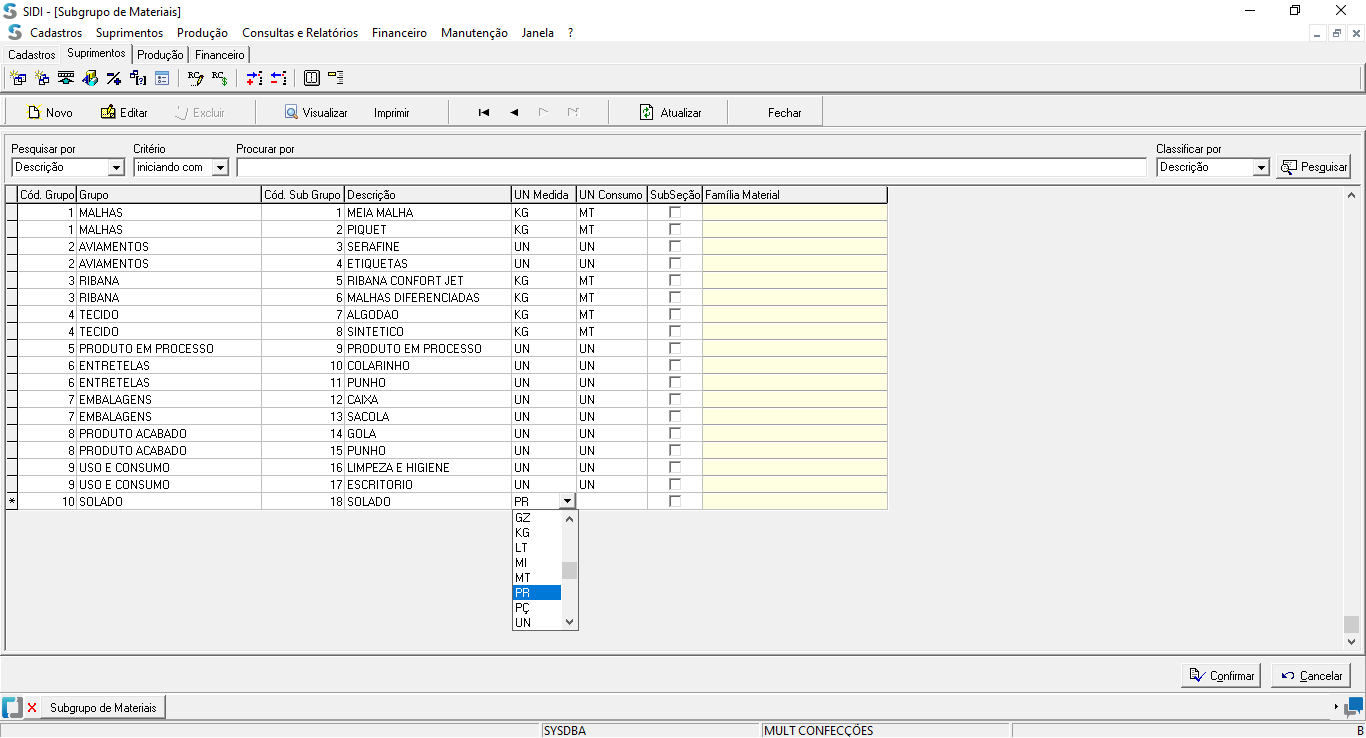 SIDI - [Subgrupo de Materiais]
Cadastros Suprimentos Produção Consultas e Relatórios Financeiro Manutenção Janela ?
Cadastros Suprimentos Produção Financeiro
Novo Editar Excluir Visualizar Imprimir Atualizar Fechar
Pesquisar por Critério Procurar por Classificar por
Descrição iniciando com Descrição Pesquisar
Cód. Grupo Grupo Cód. Sub Grupo Descrição UN Medida UN Consumo SubSeção Família Material
1 MALHAS 1 MEIA MALHA KG MT
1 MALHAS 2 PIQUET KG MT
2 AVIAMENTOS 3 SERAFINE UN UN
2 AVIAMENTOS 4 ETIQUETAS UN UN
3 RIBANA 5 RIBANA CONFORT JET KG MT
3 RIBANA 6 MALHAS DIFERENCIADAS KG MT
4 TECIDO 7 ALGODAO KG MT
4 TECIDO 8 SINTETICO KG MT
5 PRODUTO EM PROCESSO 9 PRODUTO EM PROCESSO UN UN
6 ENTRETELAS 10 COLARINHO UN UN
6 ENTRETELAS 11 PUNHO UN UN
7 EMBALAGENS 12 CAIXA UN UN
7 EMBALAGENS 13 SACOLA UN UN
8 PRODUTO ACABADO 14 GOLA UN UN
8 PRODUTO ACABADO 15 PUNHO UN UN
9 USO E CONSUMO 16 LIMPEZA E HIGIENE UN UN
9 USO E CONSUMO 17 ESCRITORIO UN UN
* 10 SOLADO 18 SOLADO PR
GZ
KG
LT
MI
MT
PR
PÇ
UN
Confirmar Cancelar
Subgrupo de Materiais
SYSDBA MULT CONFECÇÕES B